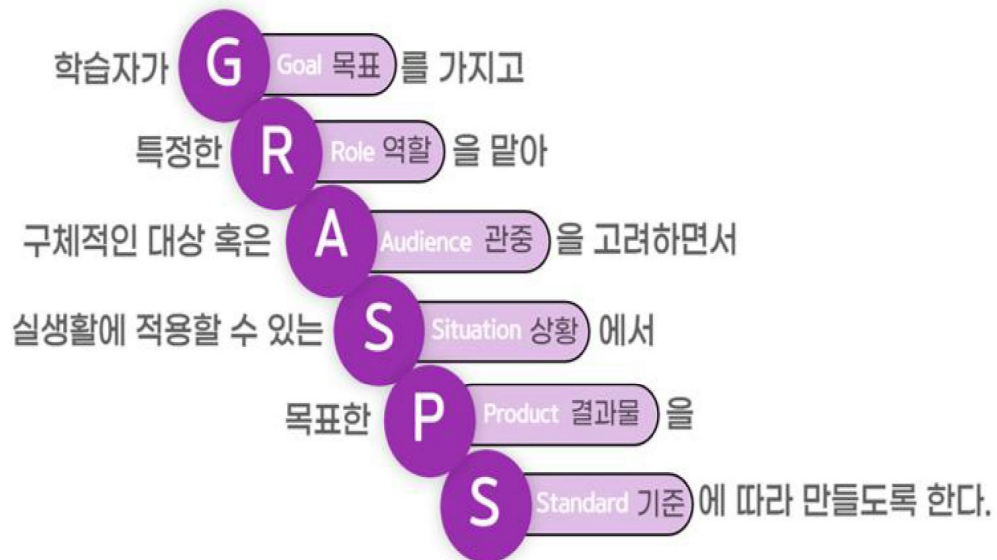 학습자가 G Goal 목표 를 가지고
특정한 R Role 역할 을 맡아
구체적인 대상 혹은 A Audience 관중 을 고려하면서
실생활에 적용할 수 있는 S Situation 상황 에서
목표한 P Product 결과물 을
S Standard 기준 에 따라 만들도록 한다.